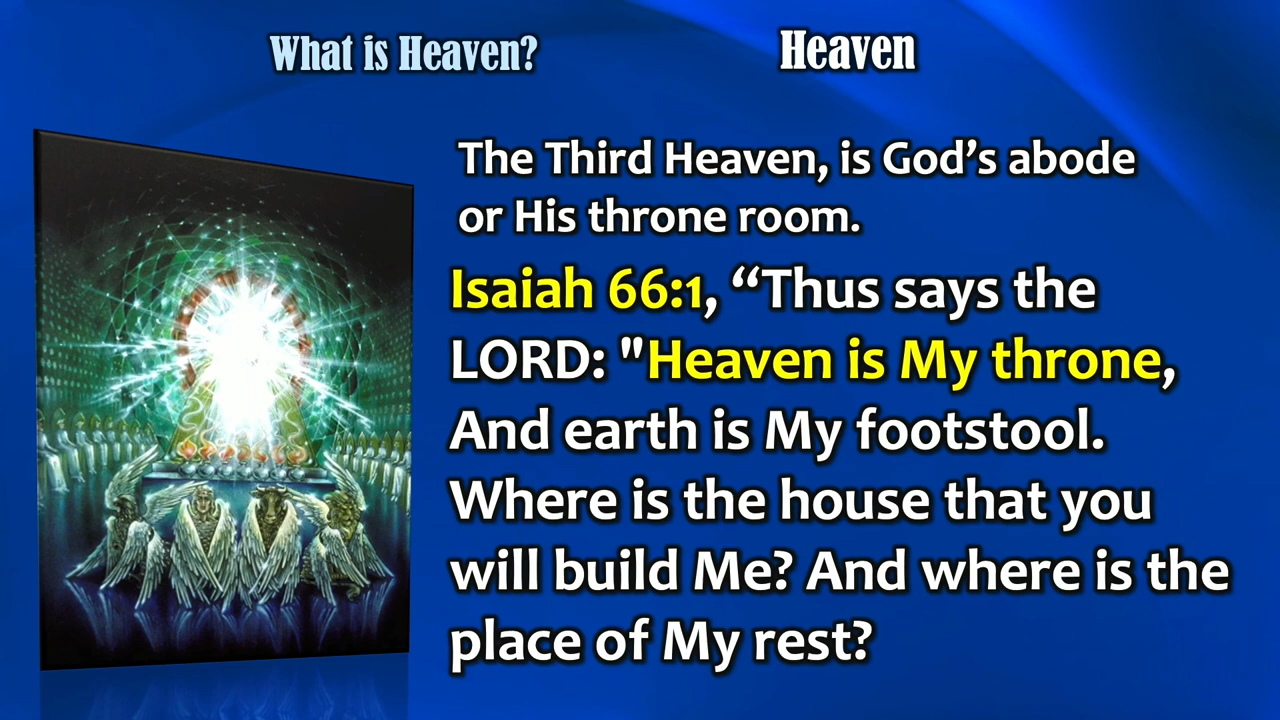 What is Heaven?
Heaven
The Third Heaven, is God’s abode
or His throne room.
Isaiah 66:1, “Thus says the
LORD: "Heaven is My throne,
And earth is My footstool.
Where is the house that you
will build Me? And where is the
place of My rest?